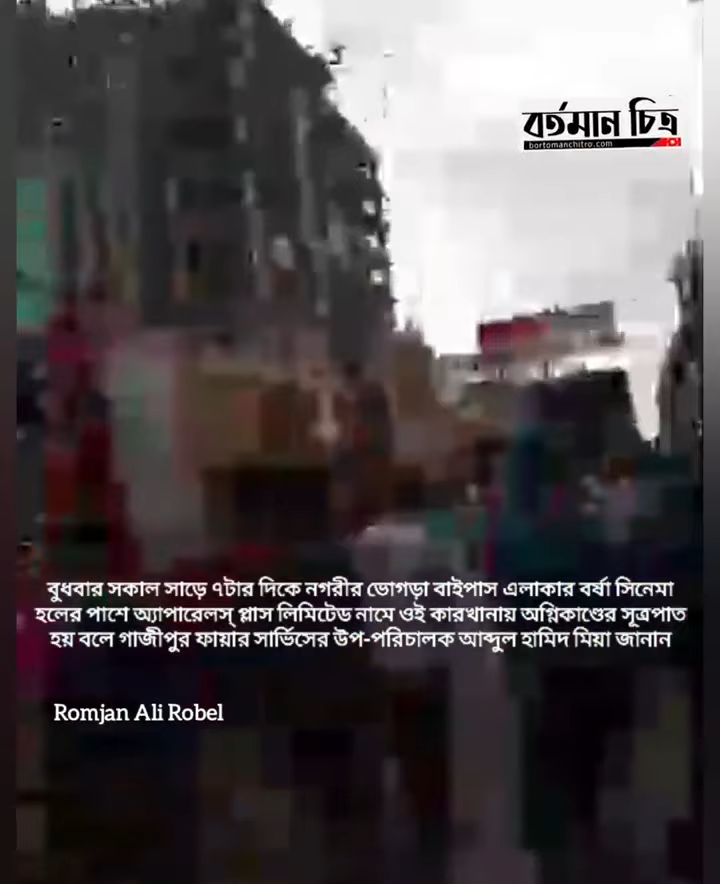 বর্তমান চিত্র
bortomanchitro.com
বুধবার সকাল সাড়ে ৭টার দিকে নগরীর ভোগড়া বাইপাস এলাকার বর্ষা সিনেমা
হলের পাশে অ্যাপারেলস্ প্লাস লিমিটেড নামে ওই কারখানায় অগ্নিকাণ্ডের সূত্রপাত
হয় বলে গাজীপুর ফায়ার সার্ভিসের উপ-পরিচালক আব্দুল হামিদ মিয়া জানান
Romjan Ali Robel